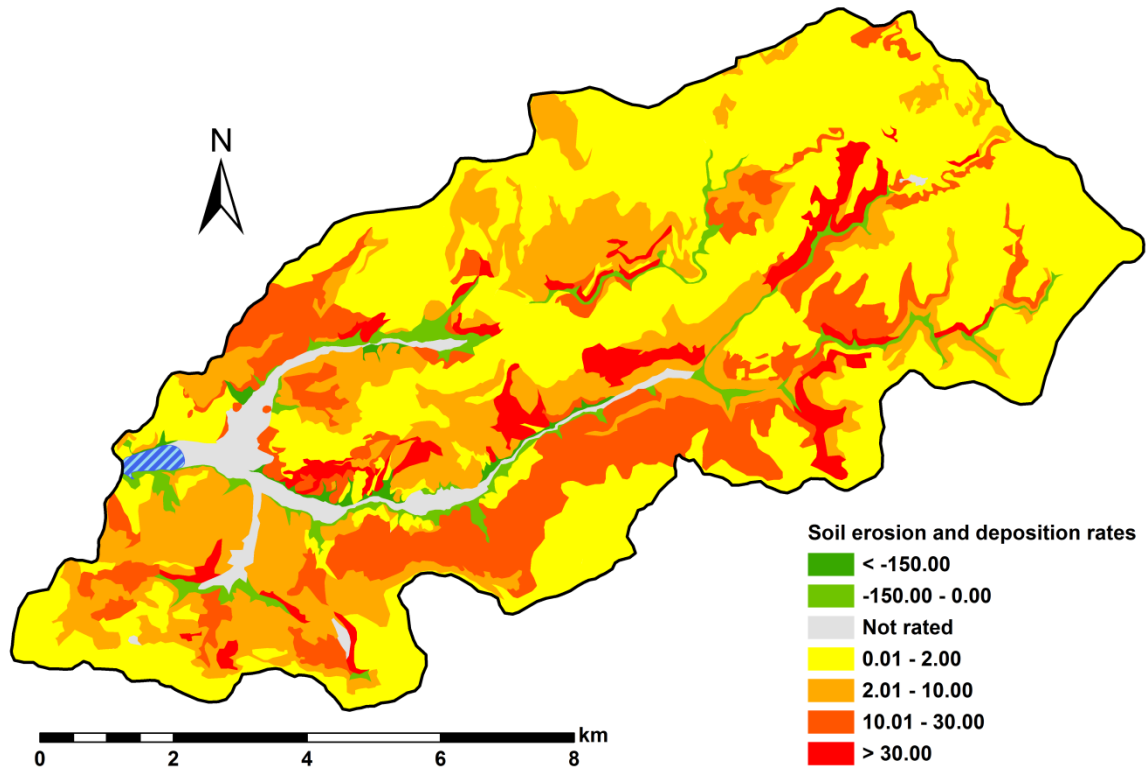 N
Soil erosion and deposition rates
< -150.00
-150.00 - 0.00
Not rated
0.01 - 2.00
2.01 - 10.00
10.01 - 30.00
> 30.00
km
0 2 4 6 8